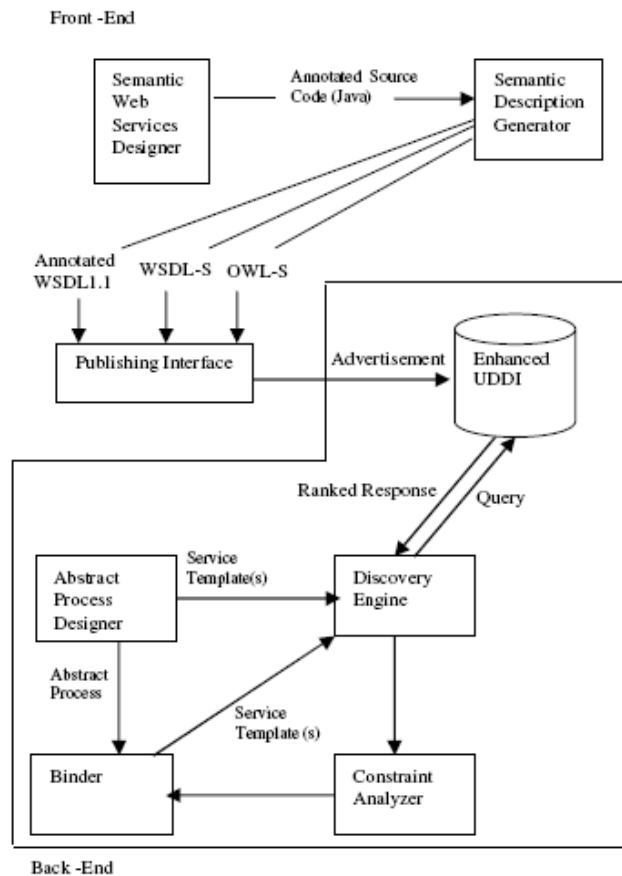 Front -End
Semantic
Web
Services
Designer
Annotated Source
Code (Java)
Semantic
Description
Generator
Annotated
WSDL1.1
WSDL-S
OWL-S
Publishing Interface
Advertisement
Enhanced
UDDI
Ranked Response
Query
Abstract
Process
Designer
Service
Template(s)
Discovery
Engine
Abstract
Process
Service
Template (s)
Binder
Constraint
Analyzer
Back -End